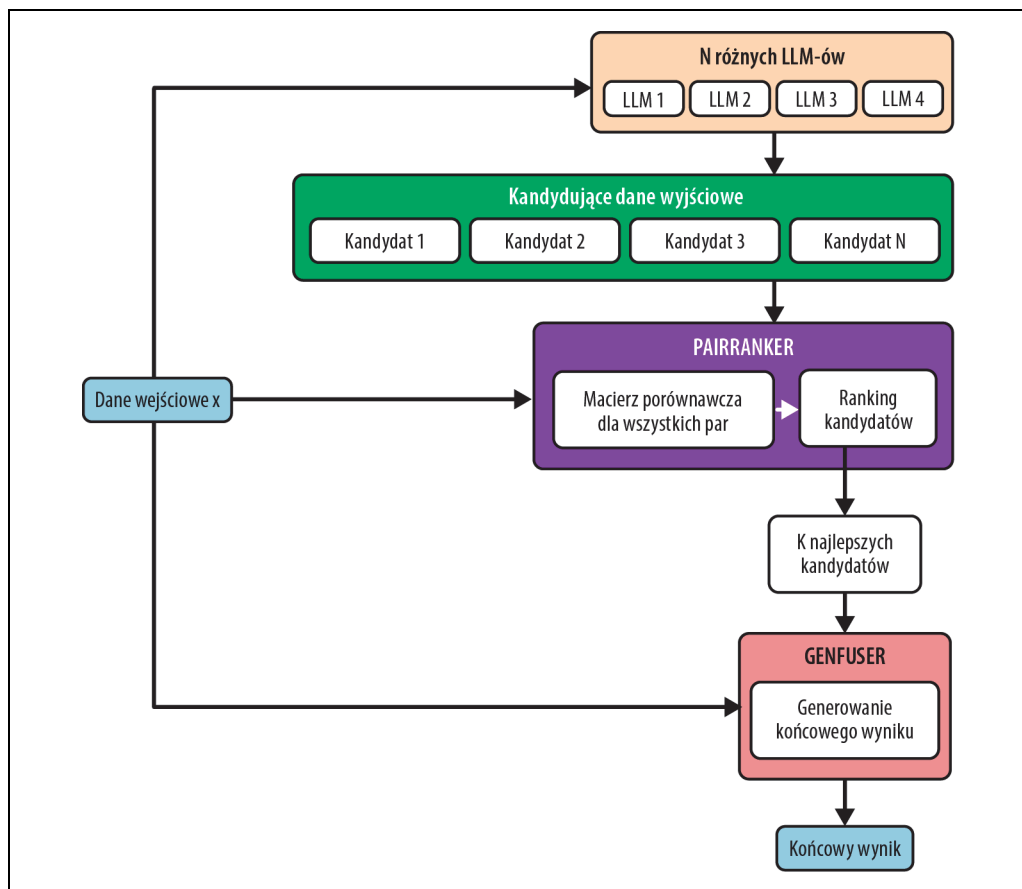 N różnych LLM-ów
LLM 1
LLM 2
LLM 3
LLM 4
Kandydujące dane wyjściowe
Kandydat 1
Kandydat 2
Kandydat 3
Kandydat N
PAIRRANKER
Dane wejściowe x
Macierz porównawcza
dla wszystkich par
Ranking
kandydatów
K najlepszych
kandydatów
GENFUSER
Generowanie
końcowego wyniku
Końcowy wynik